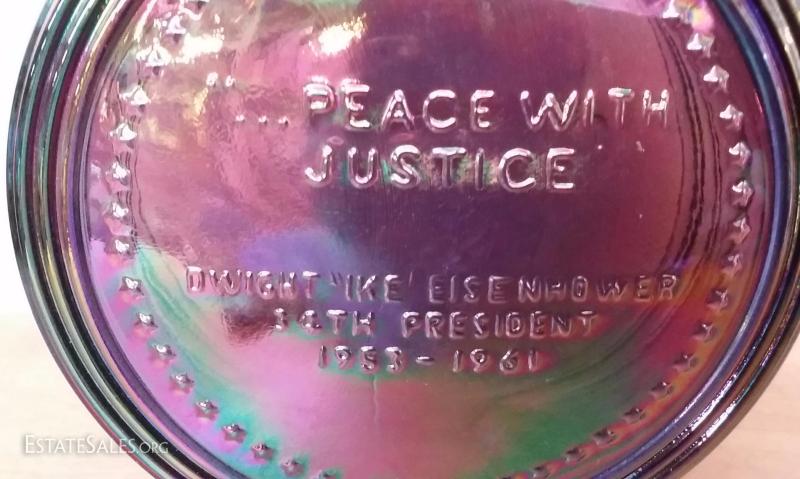 "...PEACE WITH
JUSTICE
DWIGHT 'IKE' EISENHOWER
34TH PRESIDENT
1953-1961
ESTATESALES.ORG